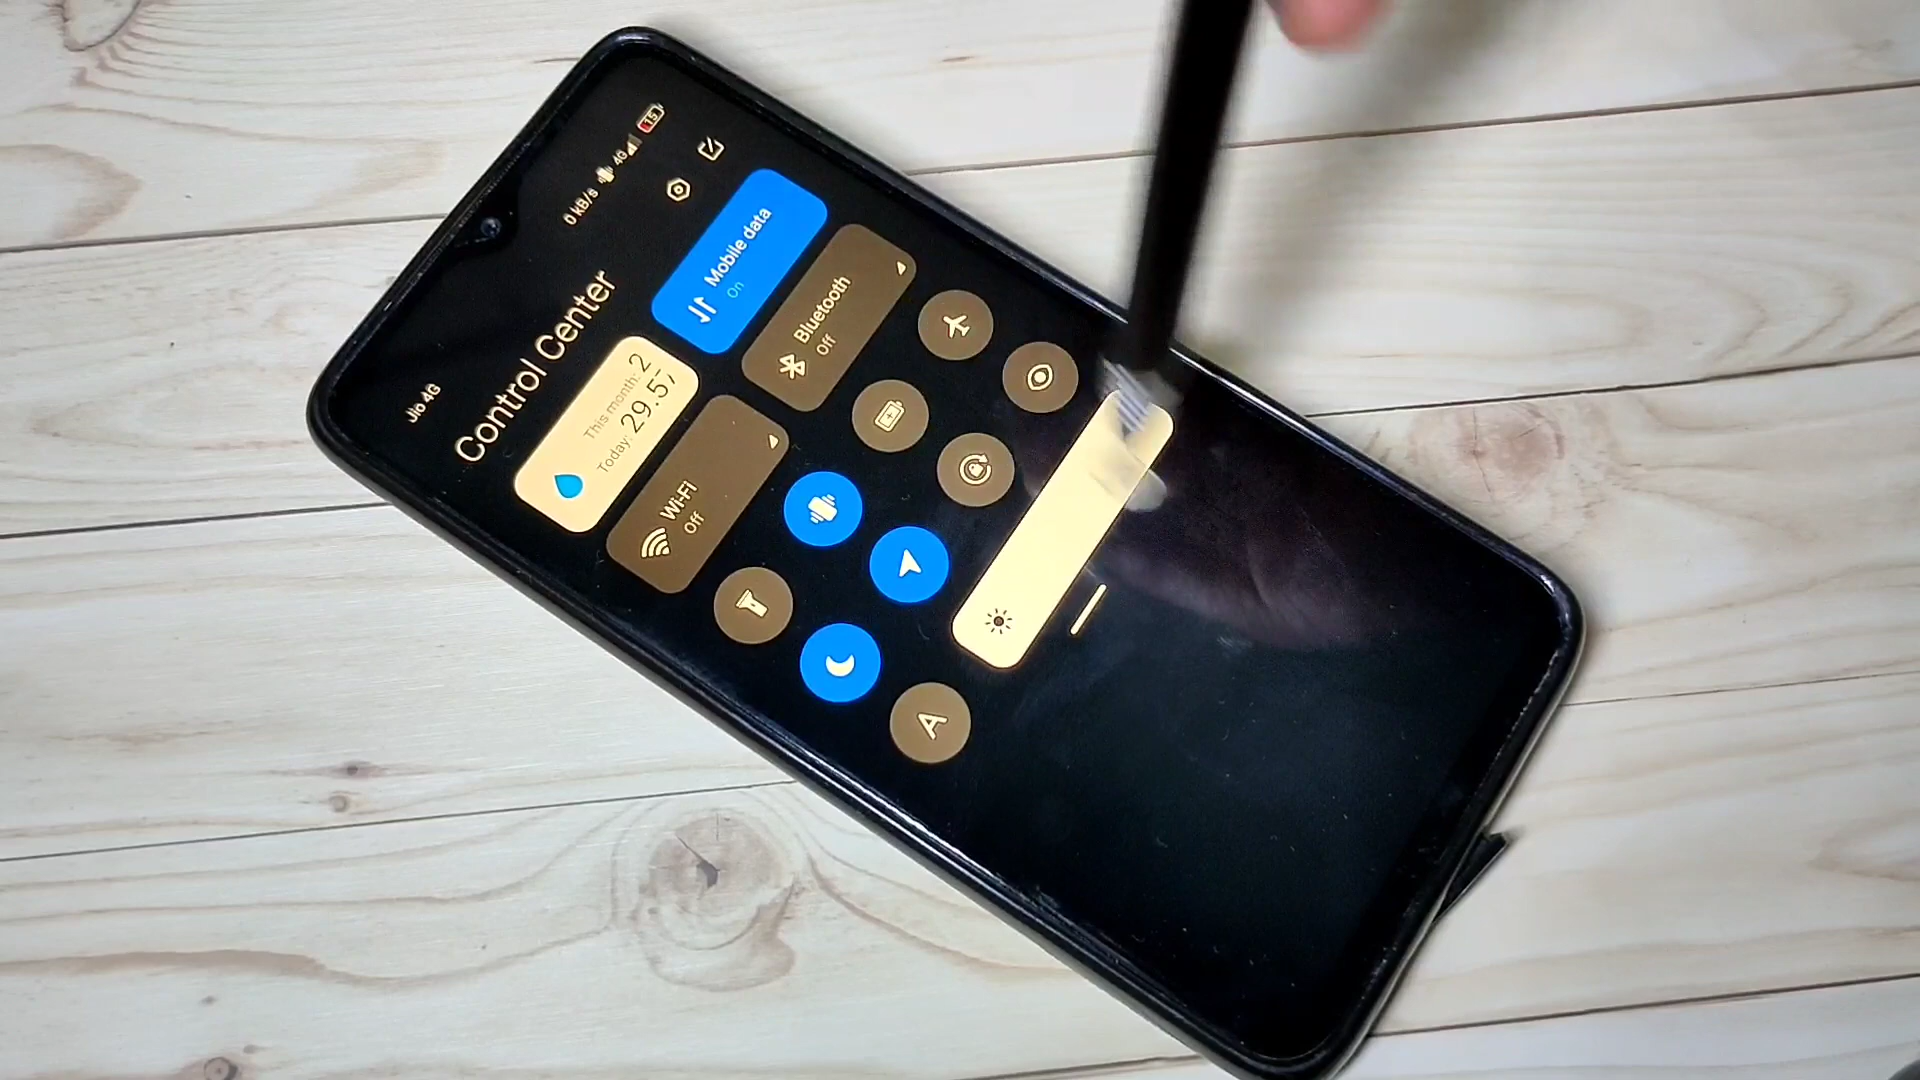 Jio 4G
0 kB/s 4G 15
Control Center
This month: 2
Today: 29.57
Mobile data
On
Wi-Fi
Off
Bluetooth
Off
A